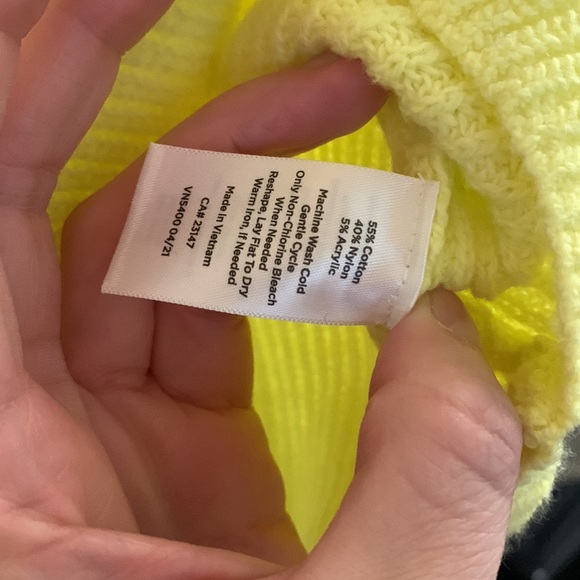 55% Cotton
40% Nylon
5% Acrylic
Machine Wash Cold
Gentle Cycle
Only Non-Chlorine Bleach
When Needed
Reshape, Lay Flat To Dry
Warm Iron, If Needed
Made in Vietnam
CA# 23147
VN5400 04/21